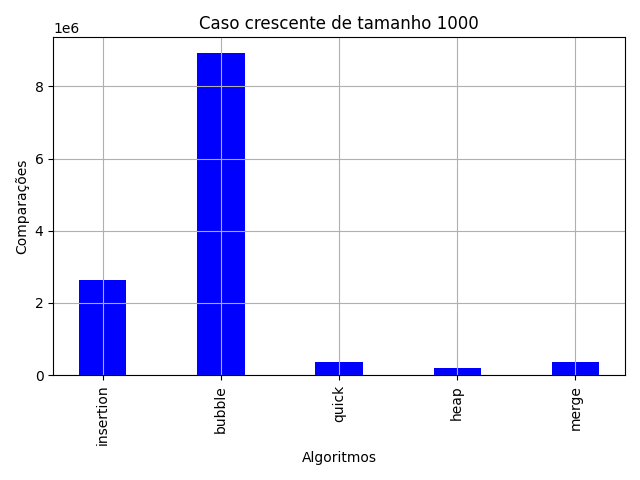 Caso crescente de tamanho 1000
1e6
8
6
4
2
0
Comparações
insertion
bubble
quick
heap
merge
Algoritmos